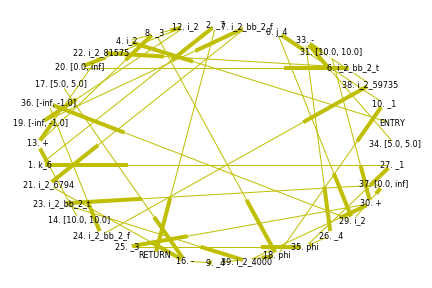 8. _3
12. i_2
2. _7
7. i_2_bb_2_f
0. j_4
4. i_2
33. -
22. i_2_81575
31. [10.0, 10.0]
20. [0.0, inf]
6. i_2_bb_2_t
17. [5.0, 5.0]
38. i_2_59735
36. [-inf, -1.0]
10. _1
19. [-inf, -1.0]
ENTRY
13. +
34. [5.0, 5.0]
1. k_6
27. _1
21. i_2_6794
37. [0.0, inf]
23. i_2_bb_2_t
30. +
14. [10.0, 10.0]
29. i_2
24. i_2_bb_2_f
26. _4
25. _3
35. phi
RETURN
18. phi
16. -
9. _4
39. i_2_4000